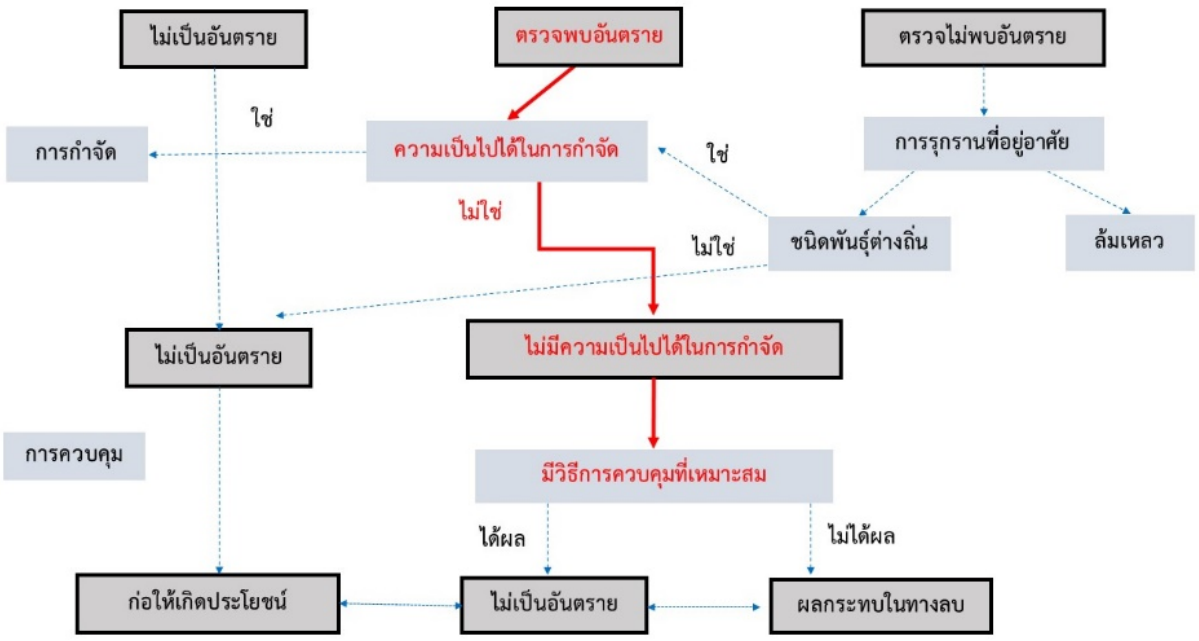 ไม่เป็นอันตราย
ตรวจพบอันตราย
ตรวจไม่พบอันตราย
ใช่
การกำจัด
ความเป็นไปได้ในการกำจัด
ใช่
การรุกรานที่อยู่อาศัย
ไม่ใช่
ไม่ใช่
ชนิดพันธุ์ต่างถิ่น
ล้มเหลว
ไม่เป็นอันตราย
ไม่มีความเป็นไปได้ในการกำจัด
การควบคุม
มีวิธีการควบคุมที่เหมาะสม
ได้ผล
ไม่ได้ผล
ก่อให้เกิดประโยชน์
ไม่เป็นอันตราย
ผลกระทบในทางลบ